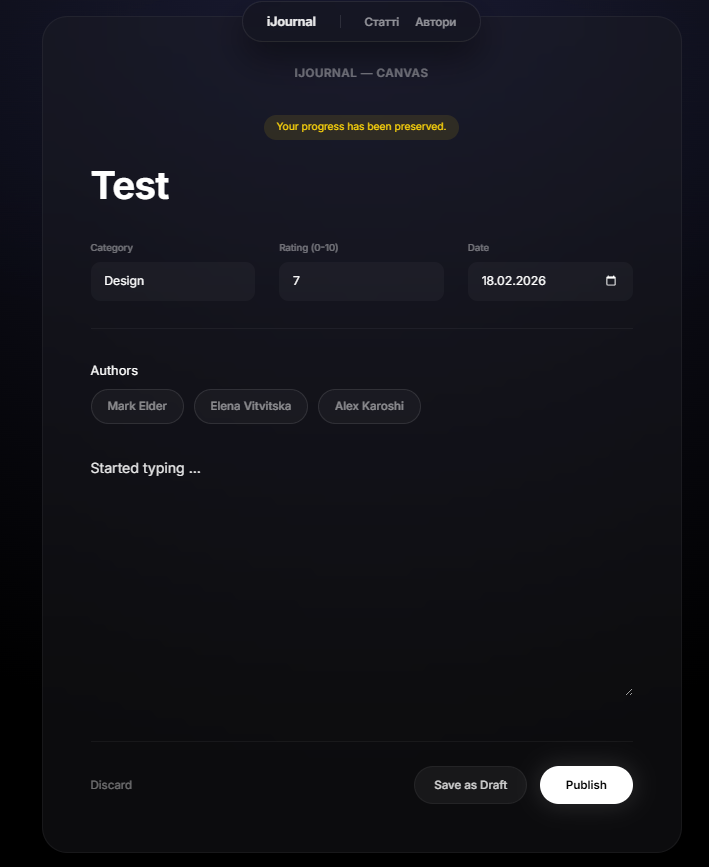 iJournal Статті Автори
IJOURNAL — CANVAS
Your progress has been preserved.
Test
Category Rating (0–10) Date
Design 7 18.02.2026
Authors
Mark Elder Elena Vitvitska Alex Karoshi
Started typing ...
Discard Save as Draft Publish